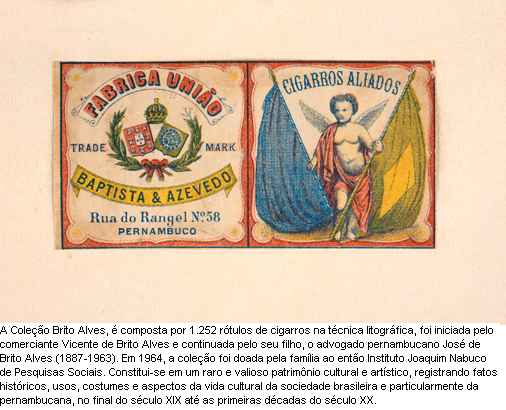 FABRICA UNIÃO
TRADE MARK
BAPTISTA & AZEVEDO
Rua do Rangel Nº.58
PERNAMBUCO
CIGARROS ALIADOS
A Coleção Brito Alves, é composta por 1.252 rótulos de cigarros na técnica litográfica, foi iniciada pelo
comerciante Vicente de Brito Alves e continuada pelo seu filho, o advogado pernambucano José de
Brito Alves (1887-1963). Em 1964, a coleção foi doada pela família ao então Instituto Joaquim Nabuco
de Pesquisas Sociais. Constitui-se em um raro e valioso patrimônio cultural e artístico, registrando fatos
históricos, usos, costumes e aspectos da vida cultural da sociedade brasileira e particularmente da
pernambucana, no final do século XIX até as primeiras décadas do século XX.